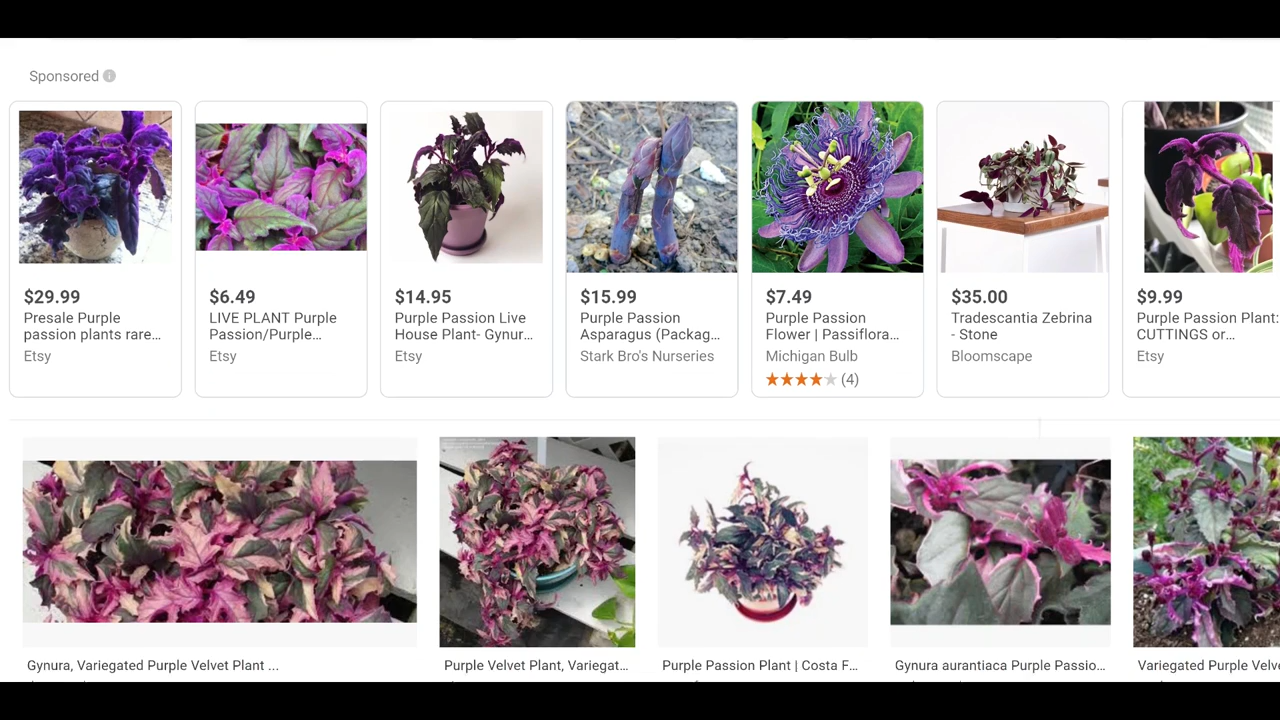 Sponsored
$29.99
Presale Purple
passion plants rare...
Etsy
$6.49
LIVE PLANT Purple
Passion/Purple...
Etsy
$14.95
Purple Passion Live
House Plant- Gynur...
Etsy
$15.99
Purple Passion
Asparagus (Packag...
Stark Bro's Nurseries
$7.49
Purple Passion
Flower | Passiflora...
Michigan Bulb
(4)
$35.00
Tradescantia Zebrina
- Stone
Bloomscape
$9.99
Purple Passion Plant:
CUTTINGS or...
Etsy
Gynura, Variegated Purple Velvet Plant ...
Purple Velvet Plant, Variegat...
Purple Passion Plant | Costa F...
Gynura aurantiaca Purple Passio...
Variegated Purple Velve